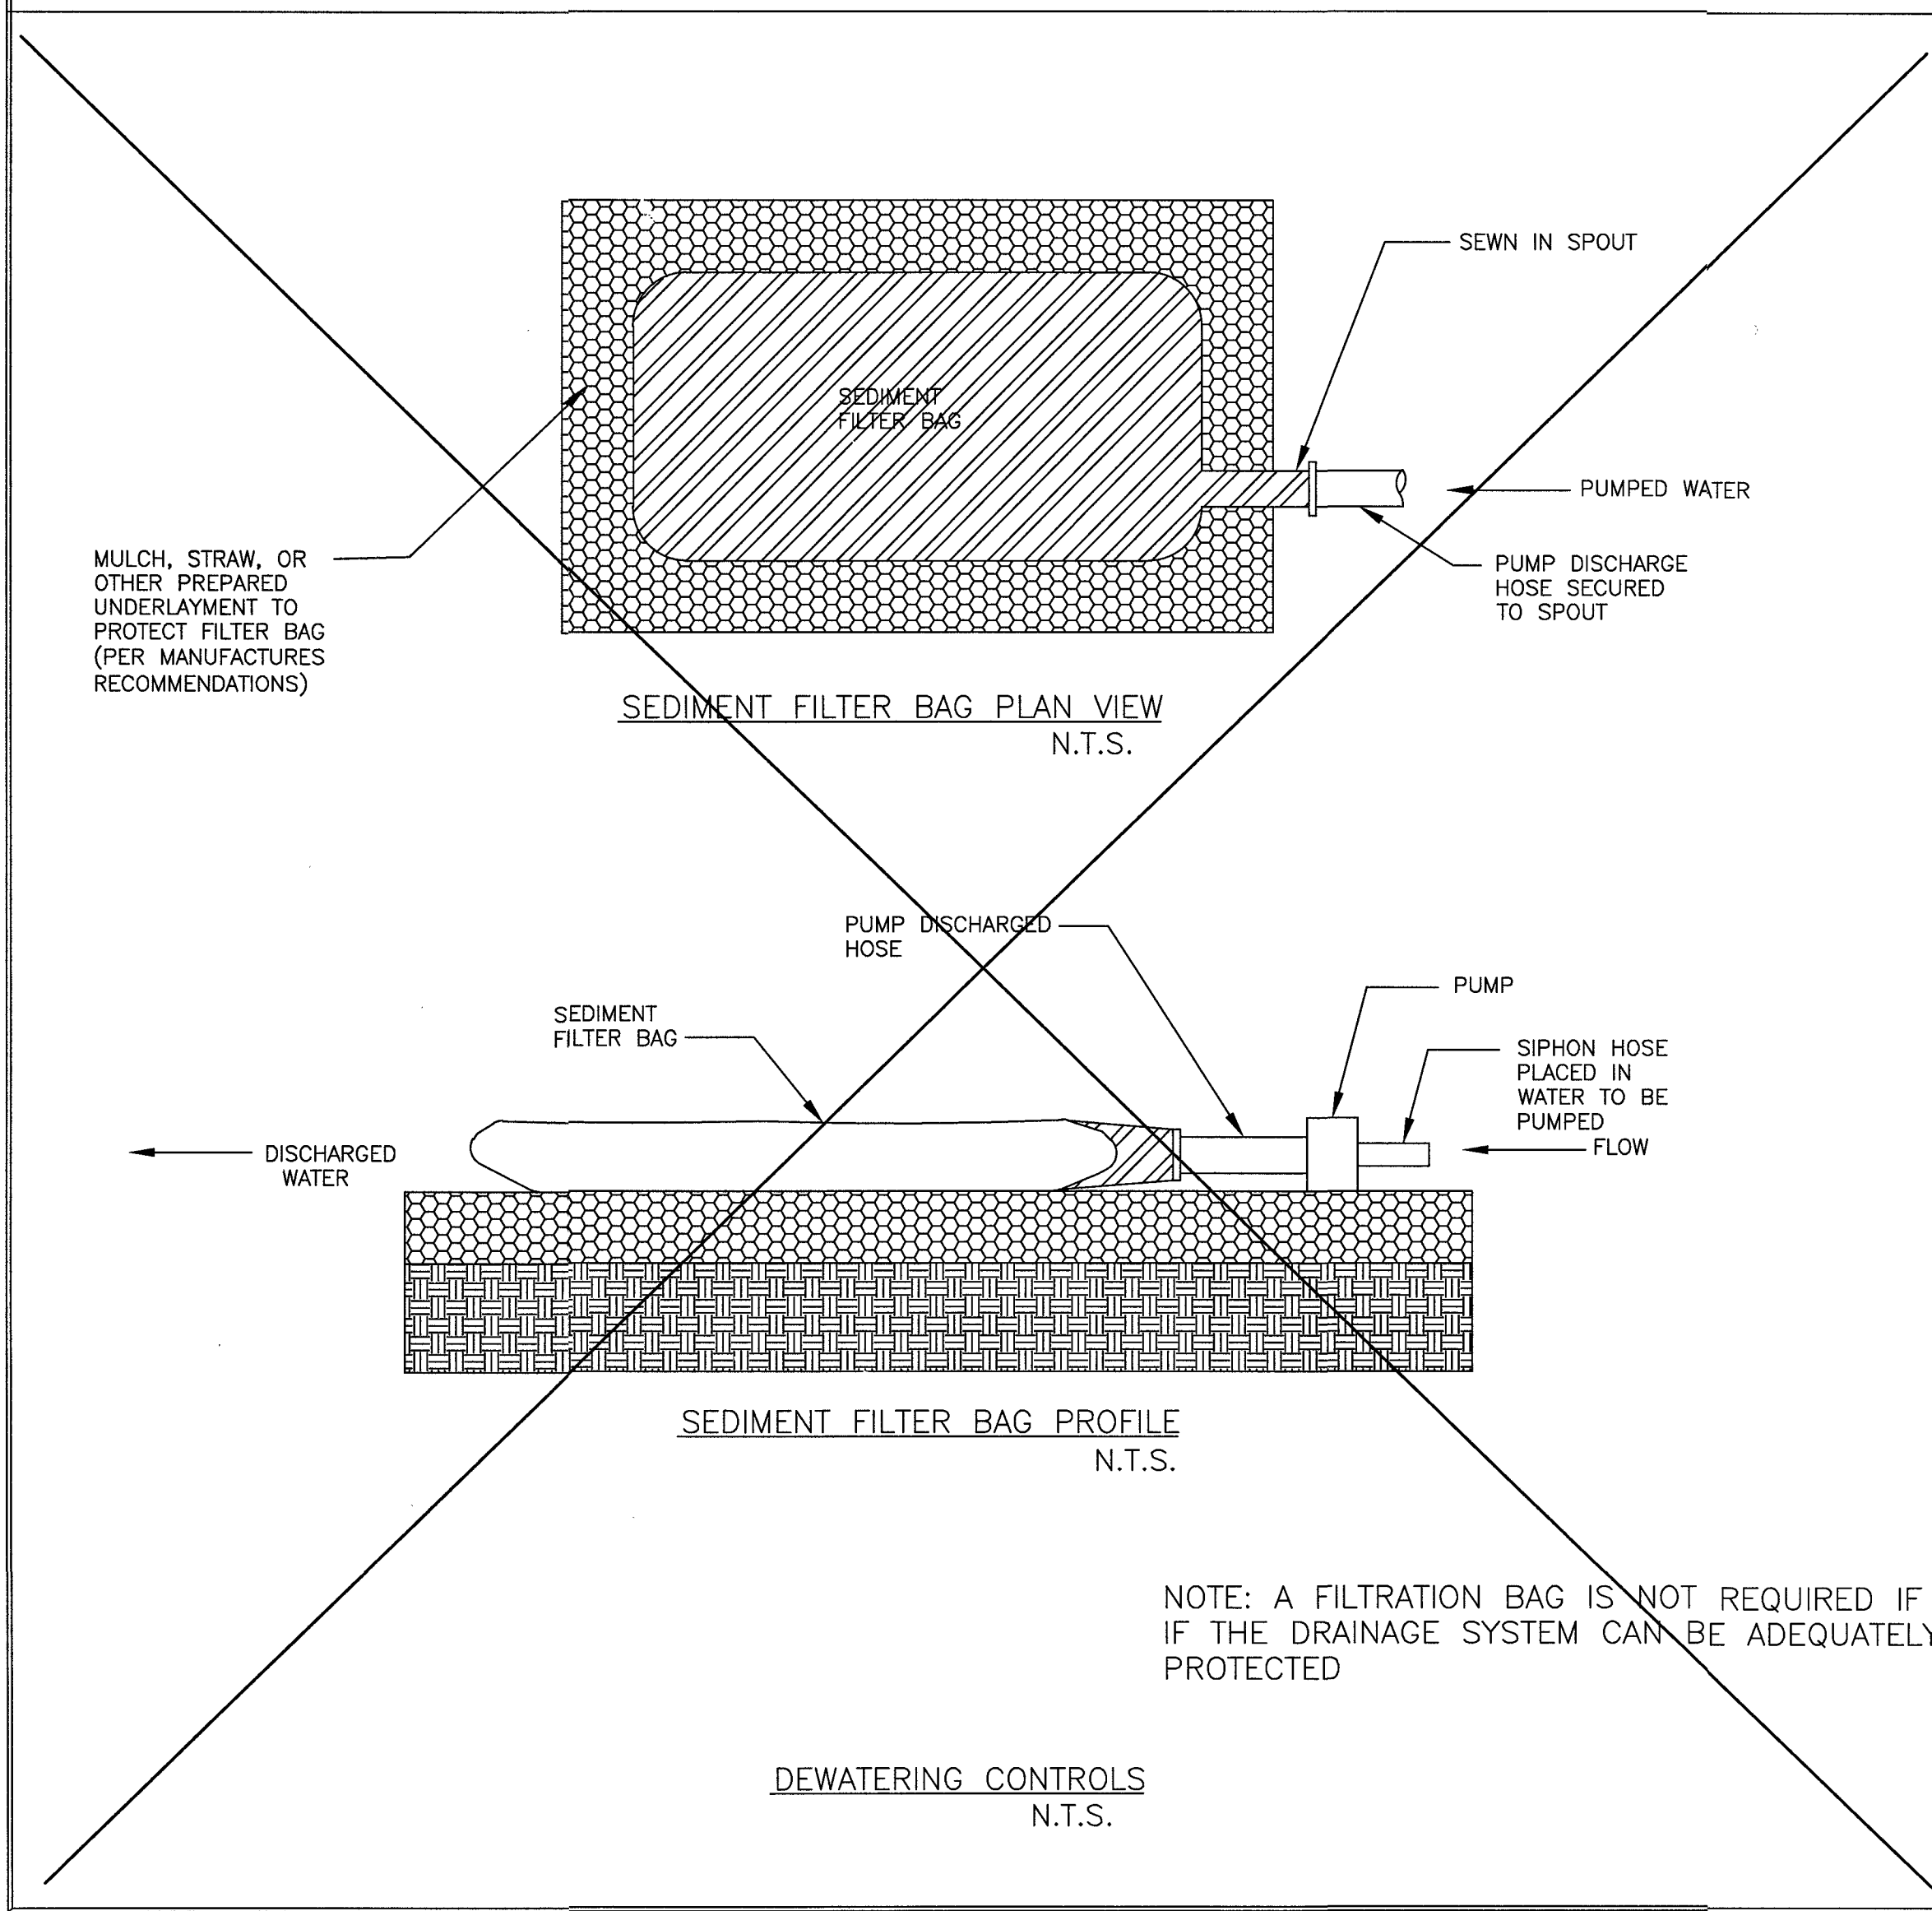 SEWN IN SPOUT
SEDIMENT
FILTER BAG
PUMPED WATER
MULCH, STRAW, OR
OTHER PREPARED
UNDERLAYMENT TO
PROTECT FILTER BAG
(PER MANUFACTURES
RECOMMENDATIONS)
PUMP DISCHARGE
HOSE SECURED
TO SPOUT
SEDIMENT FILTER BAG PLAN VIEW
N.T.S.
PUMP DISCHARGED
HOSE
PUMP
SEDIMENT
FILTER BAG
SIPHON HOSE
PLACED IN
WATER TO BE
PUMPED
FLOW
DISCHARGED
WATER
SEDIMENT FILTER BAG PROFILE
N.T.S.
NOTE: A FILTRATION BAG IS NOT REQUIRED IF
IF THE DRAINAGE SYSTEM CAN BE ADEQUATELY
PROTECTED
DEWATERING CONTROLS
N.T.S.